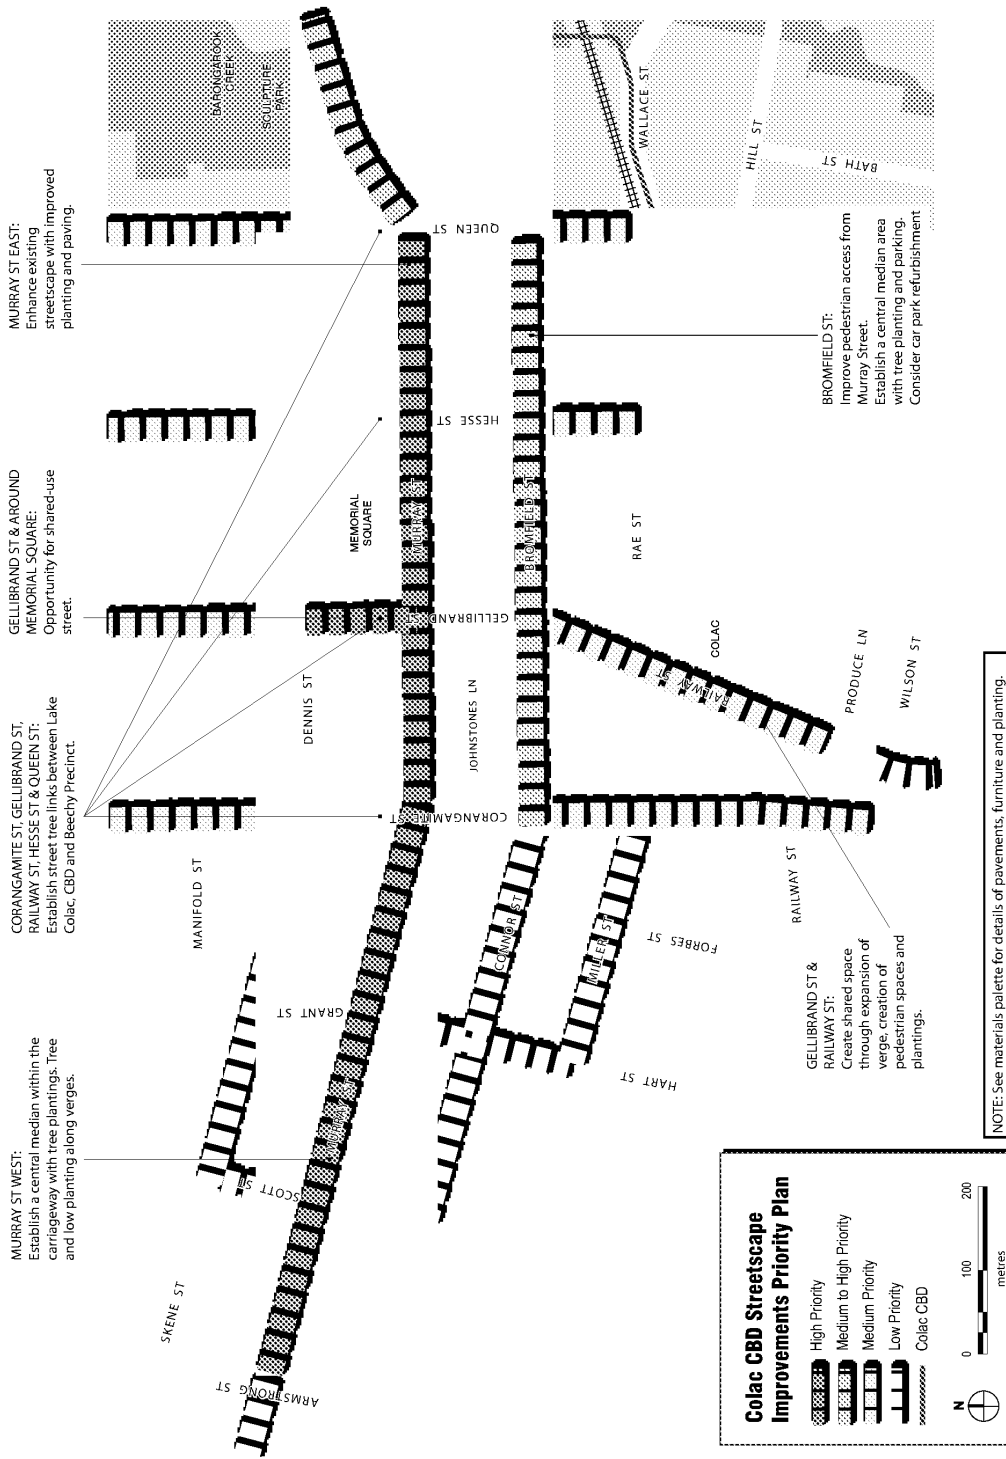 MURRAY ST WEST:
Establish a central median within the
carriageway with tree plantings. Tree
and low planting along verges.
CORANGAMITE ST, GELLIBRAND ST,
RAILWAY ST, HESSE ST & QUEEN ST:
Establish street tree links between Lake
Colac, CBD and Beechy Precinct.
GELLIBRAND ST & AROUND
MEMORIAL SQUARE:
Opportunity for shared-use
street.
MURRAY ST EAST:
Enhance existing
streetscape with improved
planting and paving.
BARONGAROOK
CREEK
SCULPTURE
PARK
MANIFOLD ST
SKENE ST
SCOTT ST
GRANT ST
DENNIS ST
MEMORIAL
SQUARE
ARMSTRONG ST
MURRAY ST
CORANGAMITE ST
GELLIBRAND ST
MURRAY ST
HESSE ST
QUEEN ST
JOHNSTONES LN
CONNOR ST
BROMFIELD ST
MILLER ST
HART ST
FORBES ST
RAE ST
RAILWAY ST
COLAC
RAILWAY ST
PRODUCE LN
WILSON ST
WALLACE ST
HILL ST
BATH ST
BROMFIELD ST:
Improve pedestrian access from
Murray Street.
Establish a central median area
with tree planting and parking.
Consider car park refurbishment
GELLIBRAND ST &
RAILWAY ST:
Create shared space
through expansion of
verge, creation of
pedestrian spaces and
plantings.
Colac CBD Streetscape
Improvements Priority Plan
High Priority
Medium to High Priority
Medium Priority
Low Priority
Colac CBD
N
0 100 200
metres
NOTE: See materials palette for details of pavements, furniture and planting.